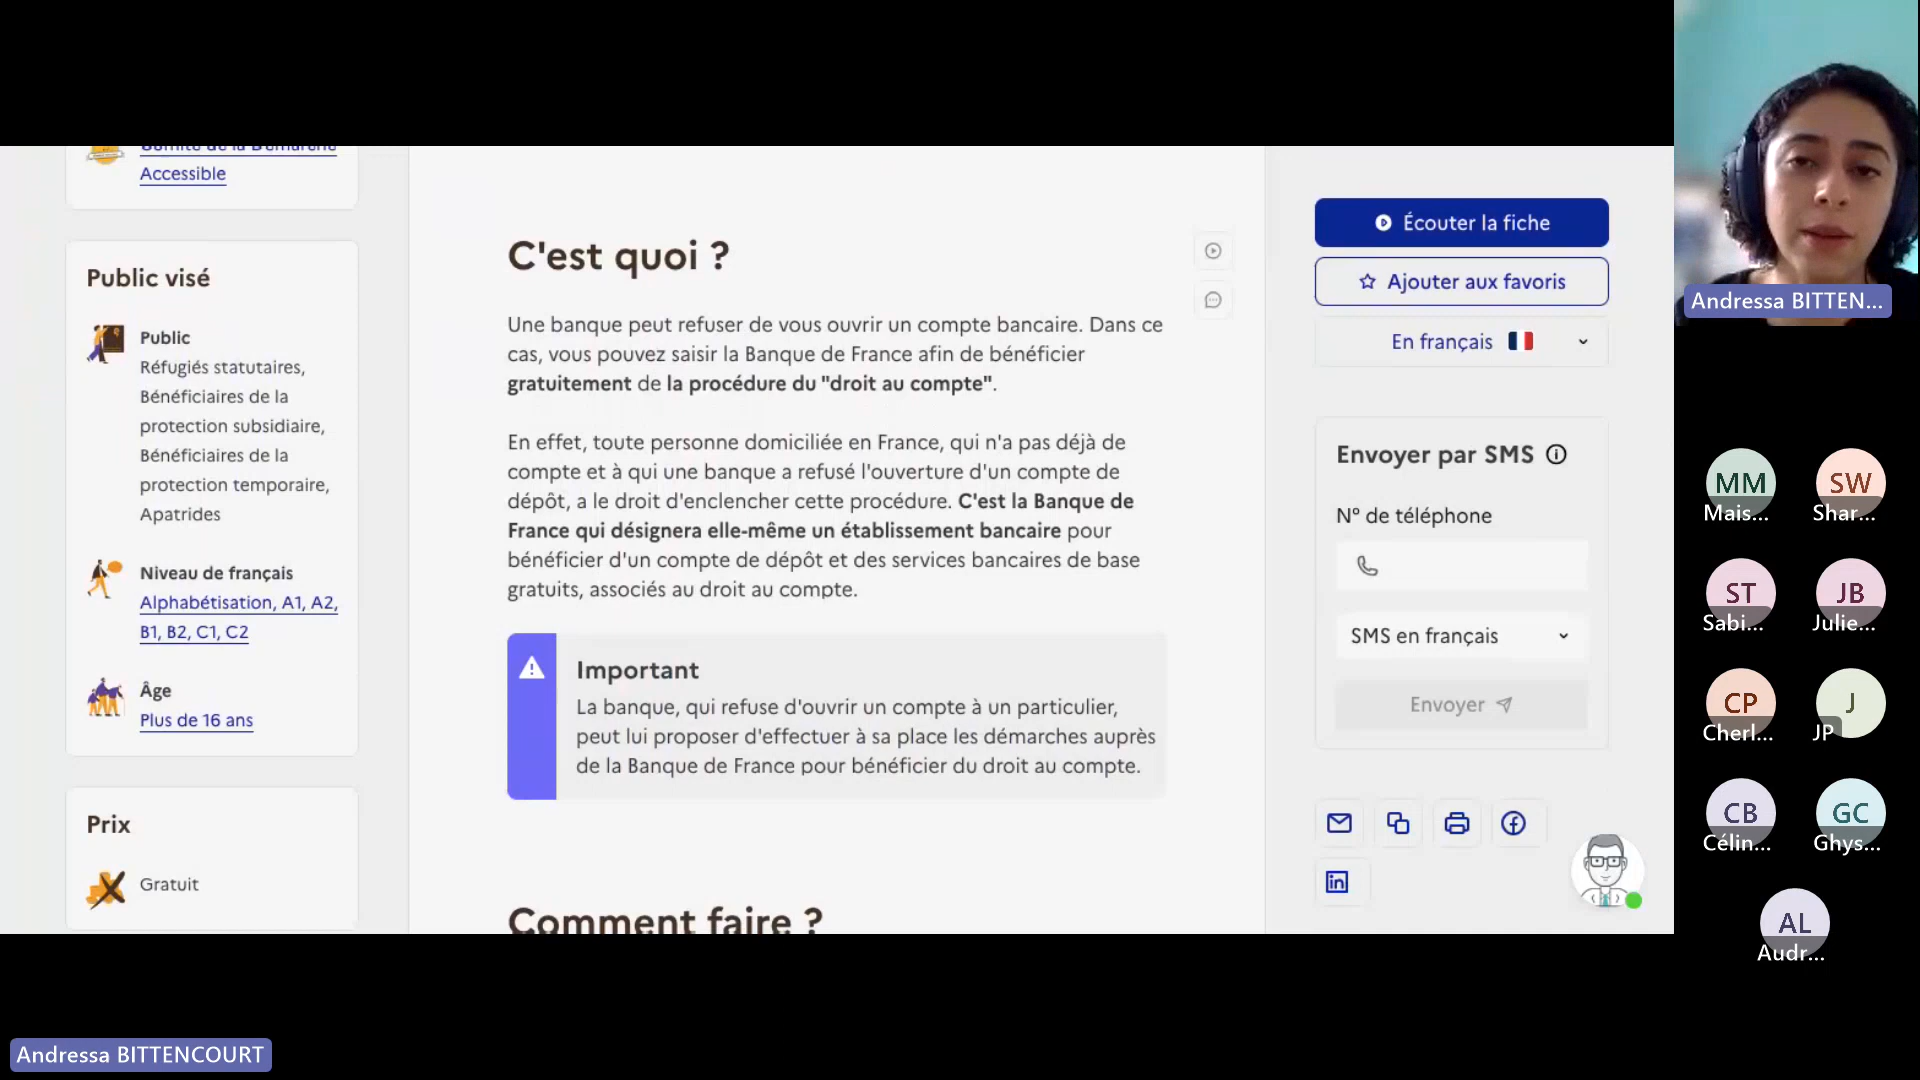 Comité de la Démarche
Accessible
Public visé
Public
Réfugiés statutaires,
Bénéficiaires de la
protection subsidiaire,
Bénéficiaires de la
protection temporaire,
Apatrides
Niveau de français
Alphabétisation, A1, A2,
B1, B2, C1, C2
Âge
Plus de 16 ans
Prix
Gratuit
C'est quoi ?
Une banque peut refuser de vous ouvrir un compte bancaire. Dans ce
cas, vous pouvez saisir la Banque de France afin de bénéficier
gratuitement de la procédure du "droit au compte".
En effet, toute personne domiciliée en France, qui n'a pas déjà de
compte et à qui une banque a refusé l'ouverture d'un compte de
dépôt, a le droit d'enclencher cette procédure. C'est la Banque de
France qui désignera elle-même un établissement bancaire pour
bénéficier d'un compte de dépôt et des services bancaires de base
gratuits, associés au droit au compte.
Important
La banque, qui refuse d'ouvrir un compte à un particulier,
peut lui proposer d'effectuer à sa place les démarches auprès
de la Banque de France pour bénéficier du droit au compte.
Comment faire ?
Écouter la fiche
Ajouter aux favoris
En français
Envoyer par SMS
N° de téléphone
SMS en français
Envoyer
Andressa BITTEN...
MM
Mais...
SW
Shar...
ST
Sabi...
JB
Julie...
CP
Cherl...
J
JP
CB
Célin...
GC
Ghys...
AL
Audr...
Andressa BITTENCOURT